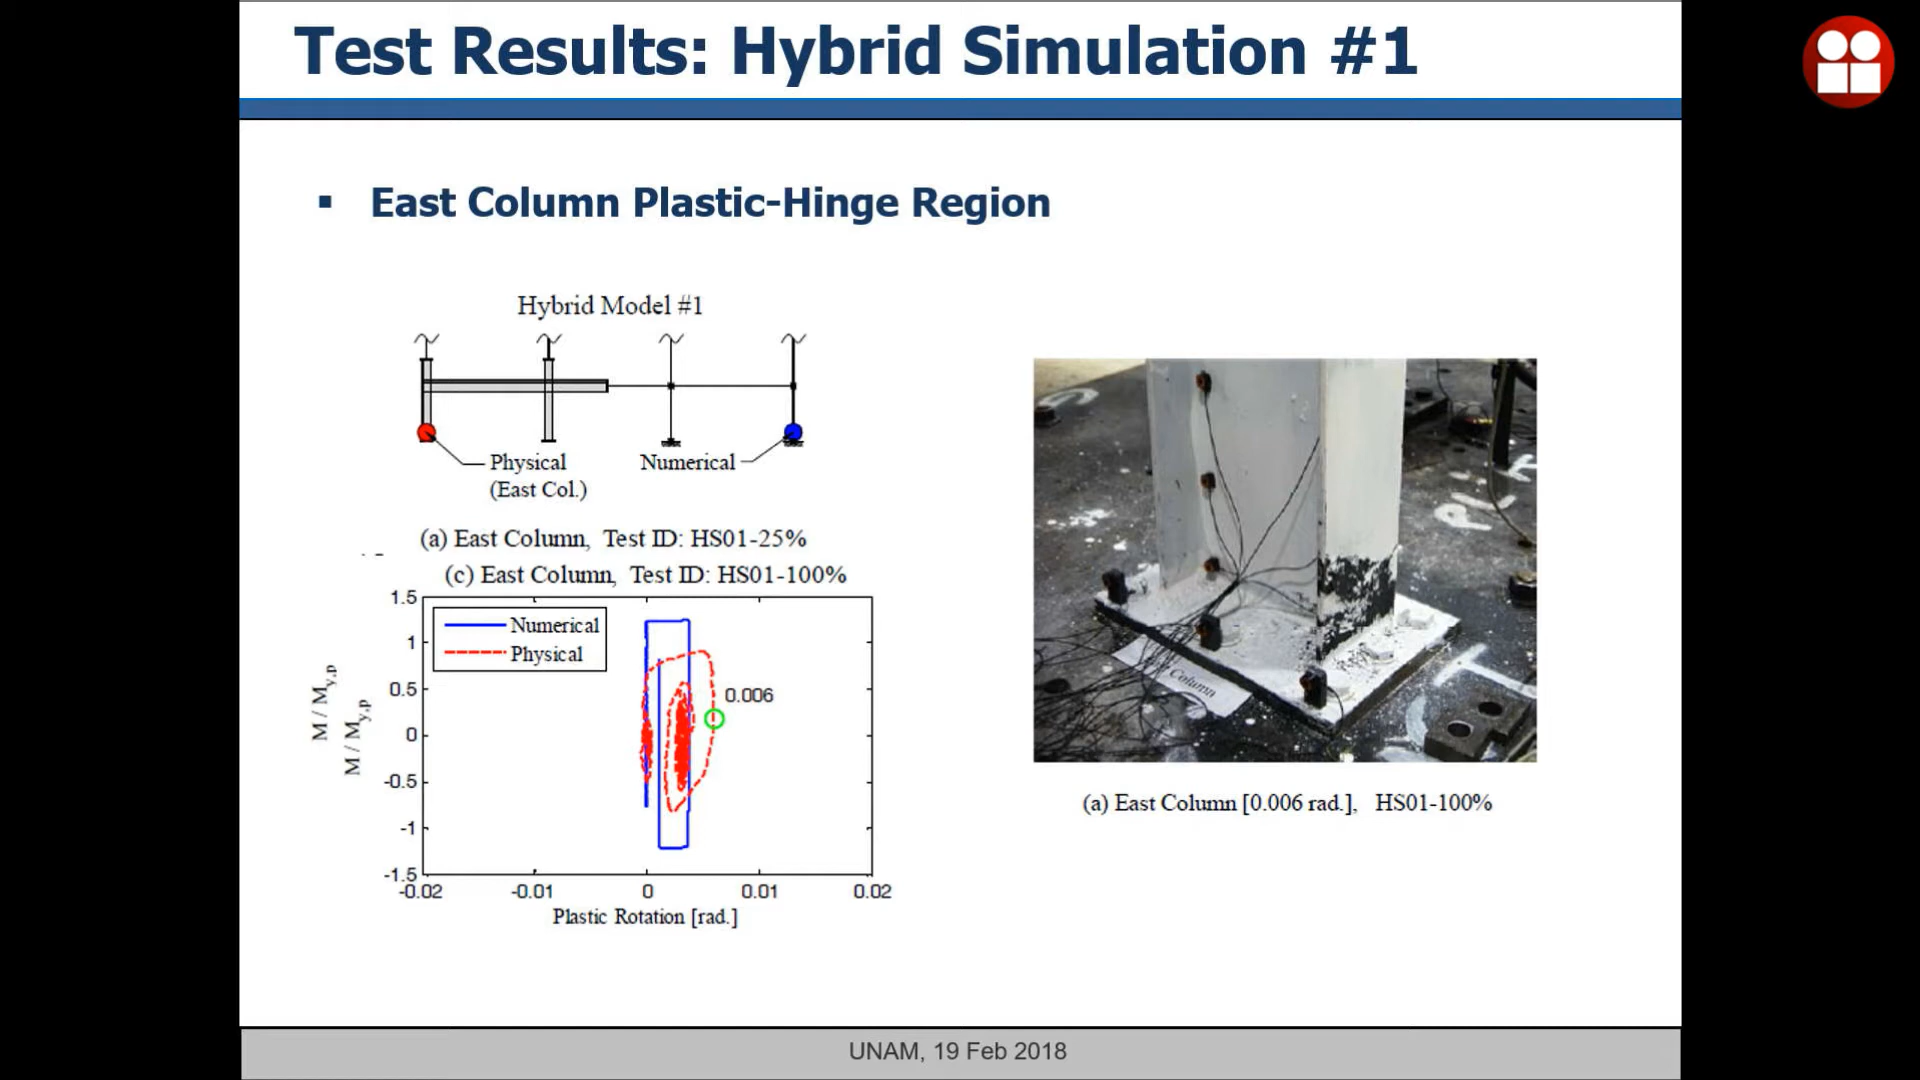 Test Results: Hybrid Simulation #1
▪ East Column Plastic-Hinge Region
Hybrid Model #1
Physical
(East Col.)
Numerical
(a) East Column, Test ID: HS01-25%
(c) East Column, Test ID: HS01-100%
M / My,p
M / My,p
1.5
1
0.5
0
-0.5
-1
-1.5
Numerical
Physical
0.006
-0.02
-0.01
0
0.01
0.02
Plastic Rotation [rad.]
Column
(a) East Column [0.006 rad.], HS01-100%
UNAM, 19 Feb 2018